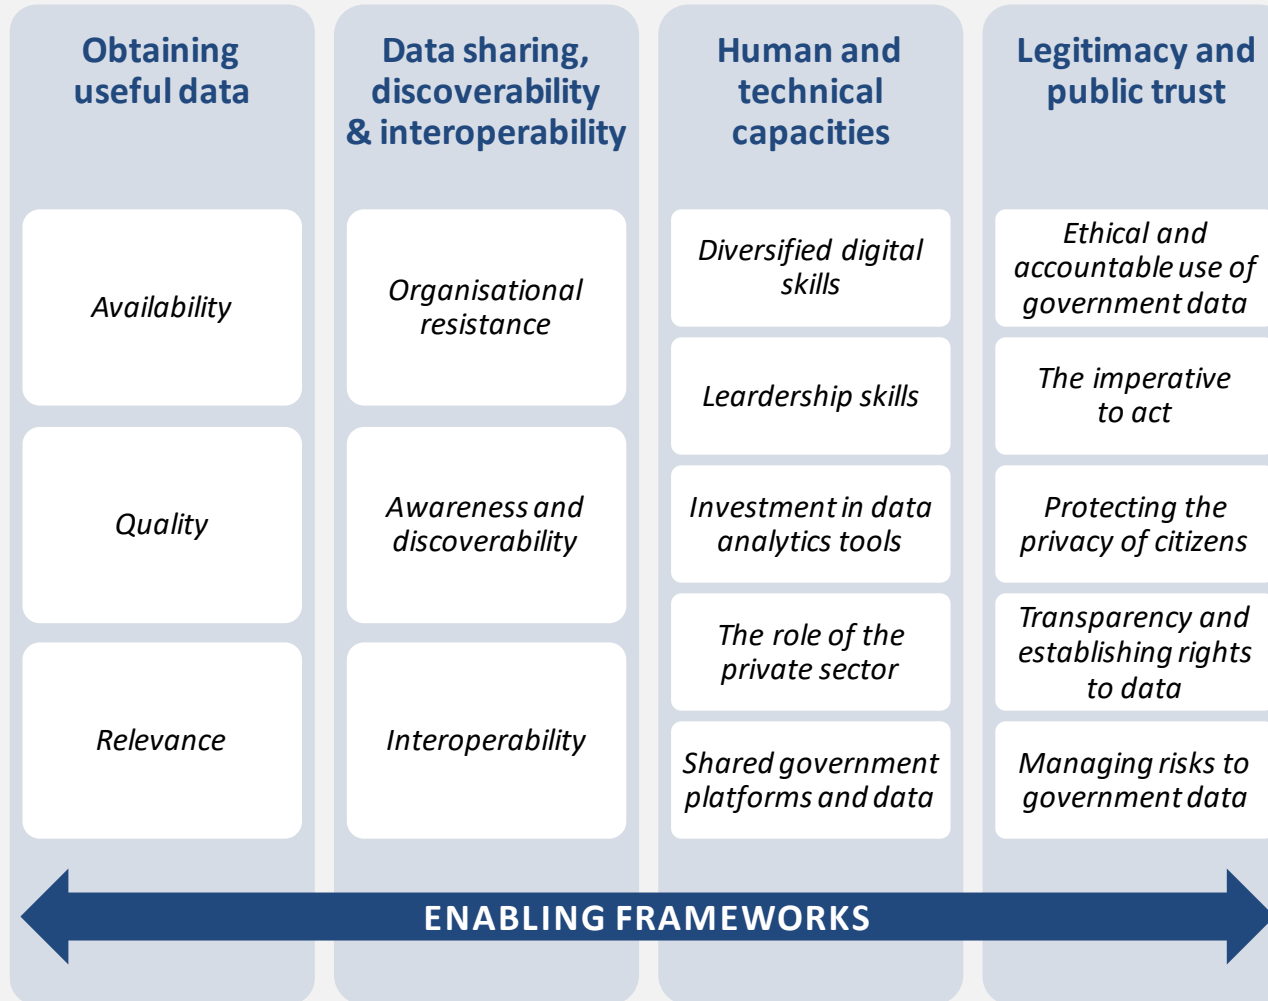 Obtaining
useful data
Availability
Quality
Relevance
Data sharing,
discoverability
& interoperability
Organisational
resistance
Awareness and
discoverability
Interoperability
Human and
technical
capacities
Diversified digital
skills
Leardership skills
Investment in data
analytics tools
The role of the
private sector
Shared government
platforms and data
Legitimacy and
public trust
Ethical and
accountable use of
government data
The imperative
to act
Protecting the
privacy of citizens
Transparency and
establishing rights
to data
Managing risks to
government data
ENABLING FRAMEWORKS